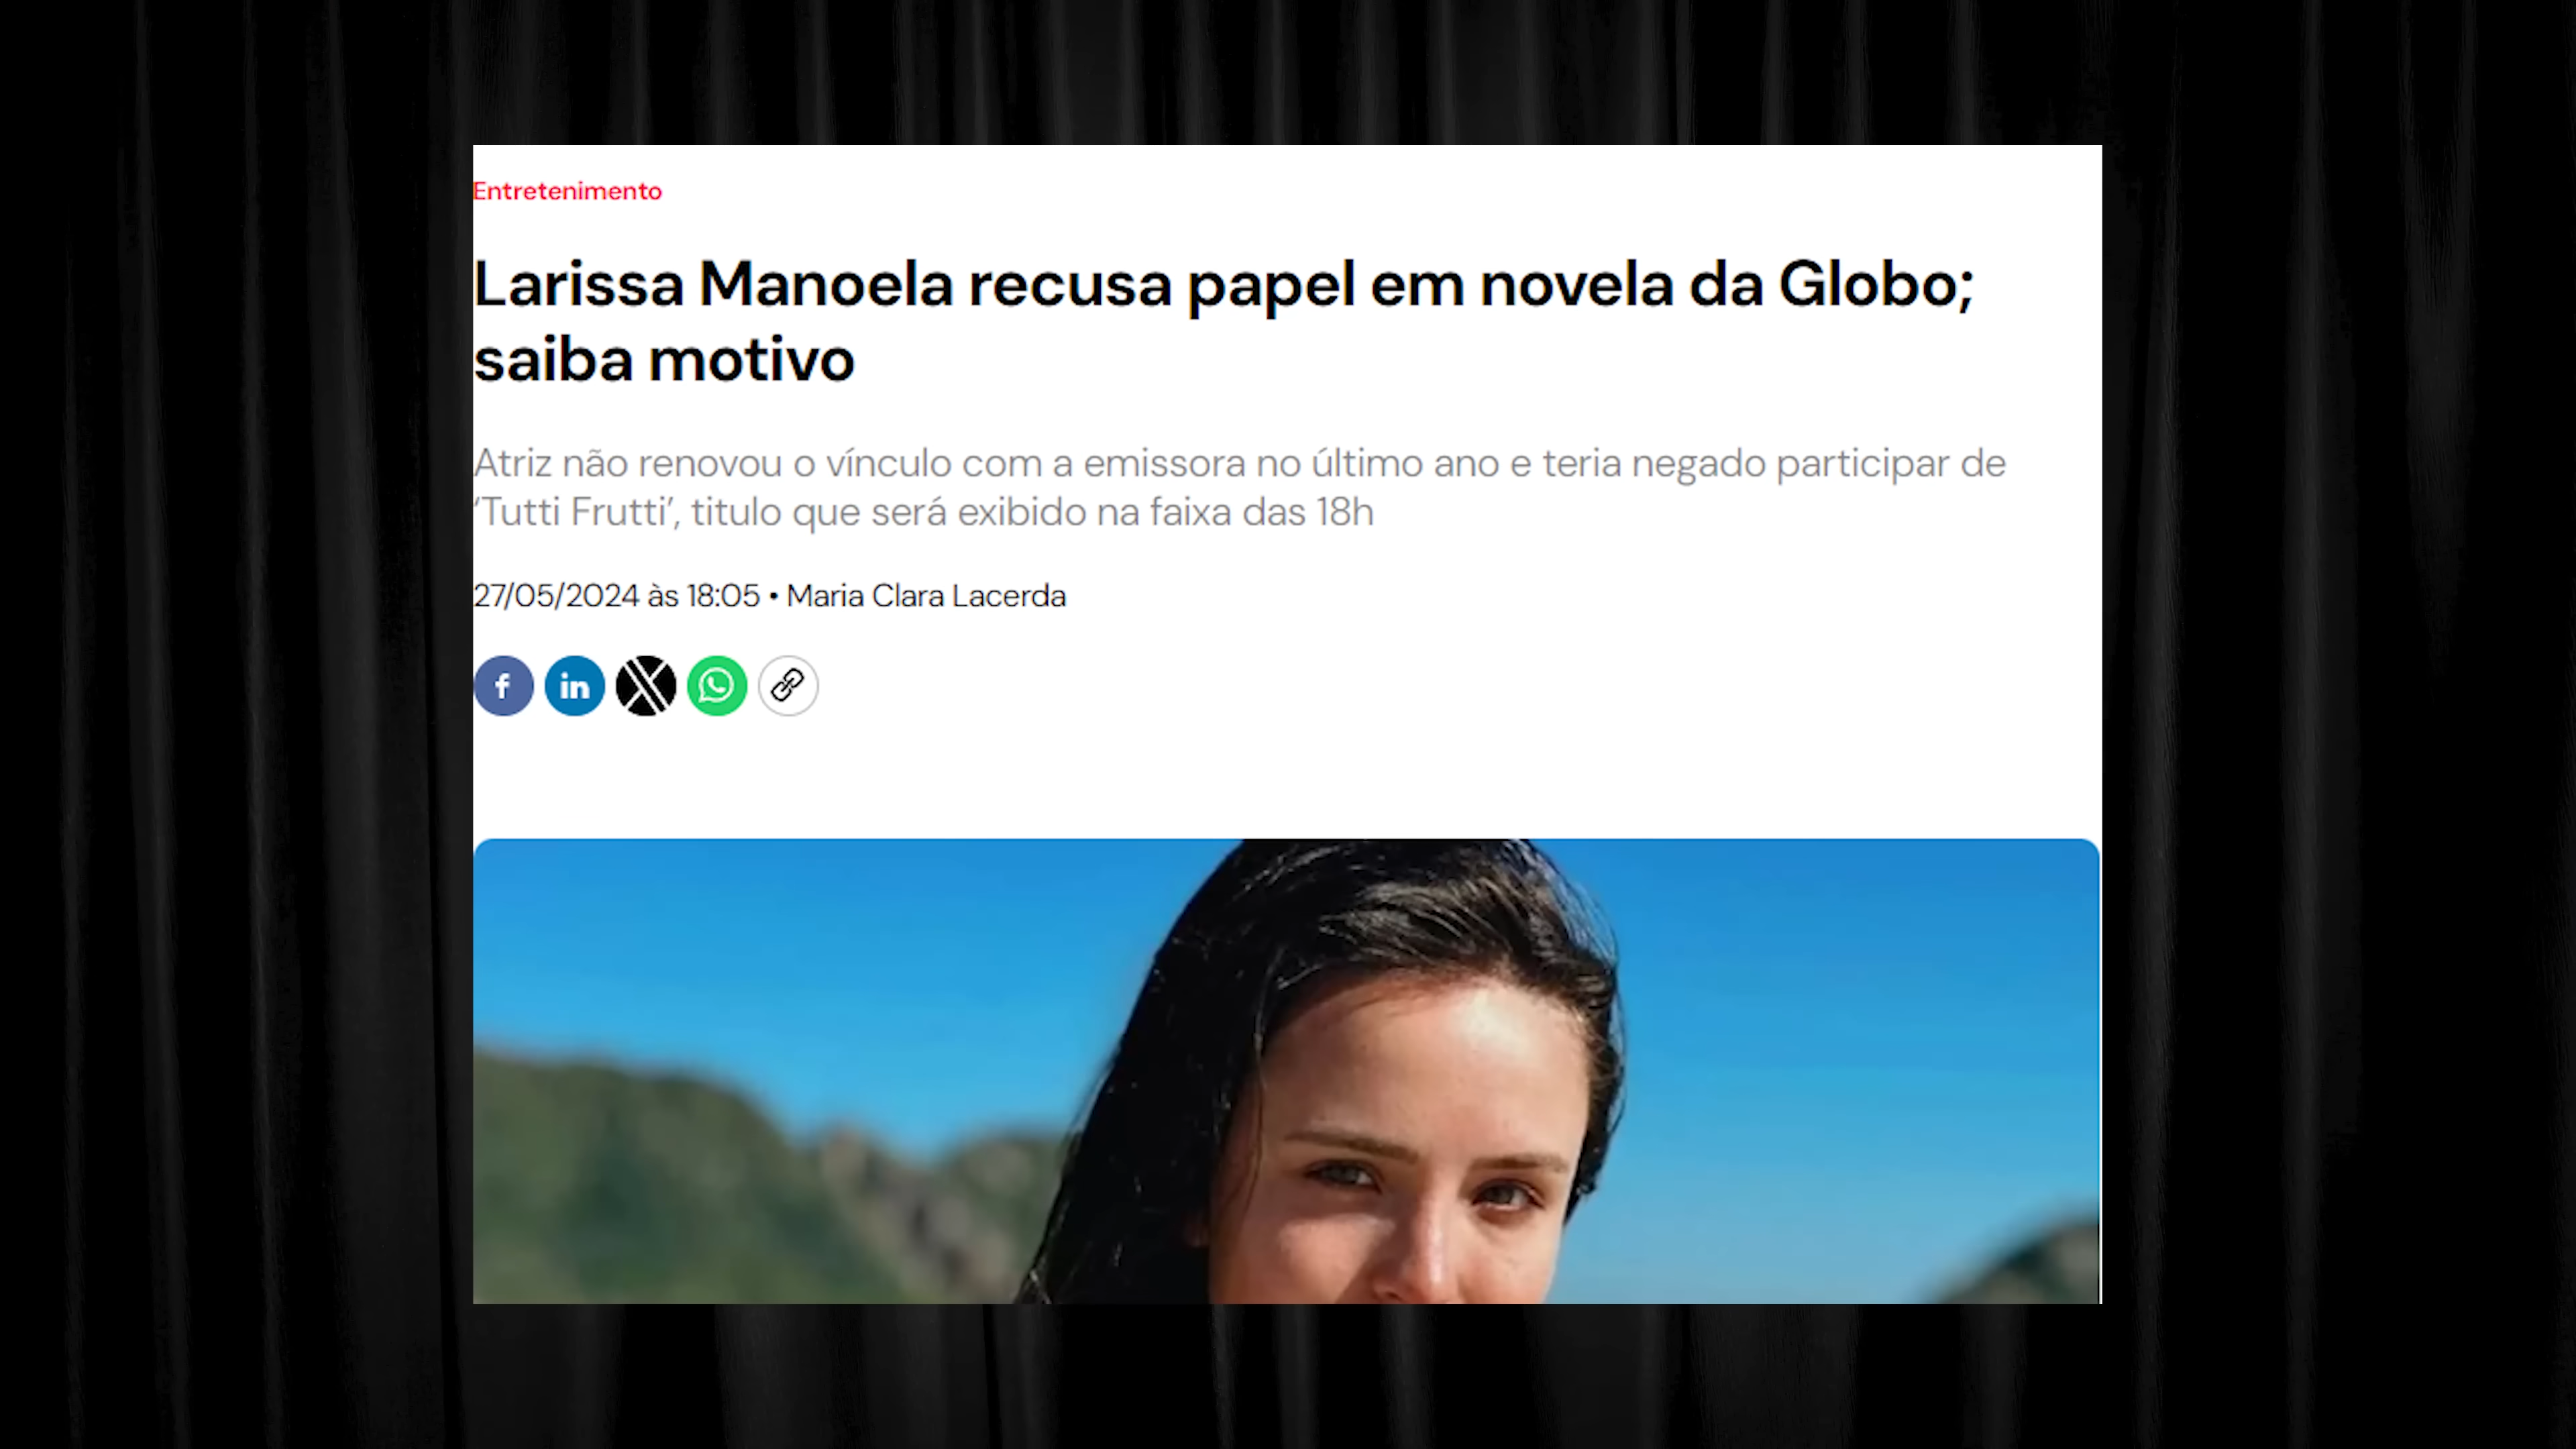 Entretenimento
Larissa Manoela recusa papel em novela da Globo;
saiba motivo
Atriz não renovou o vínculo com a emissora no último ano e teria negado participar de
‘Tutti Frutti’, titulo que será exibido na faixa das 18h
27/05/2024 às 18:05 • Maria Clara Lacerda
f in X